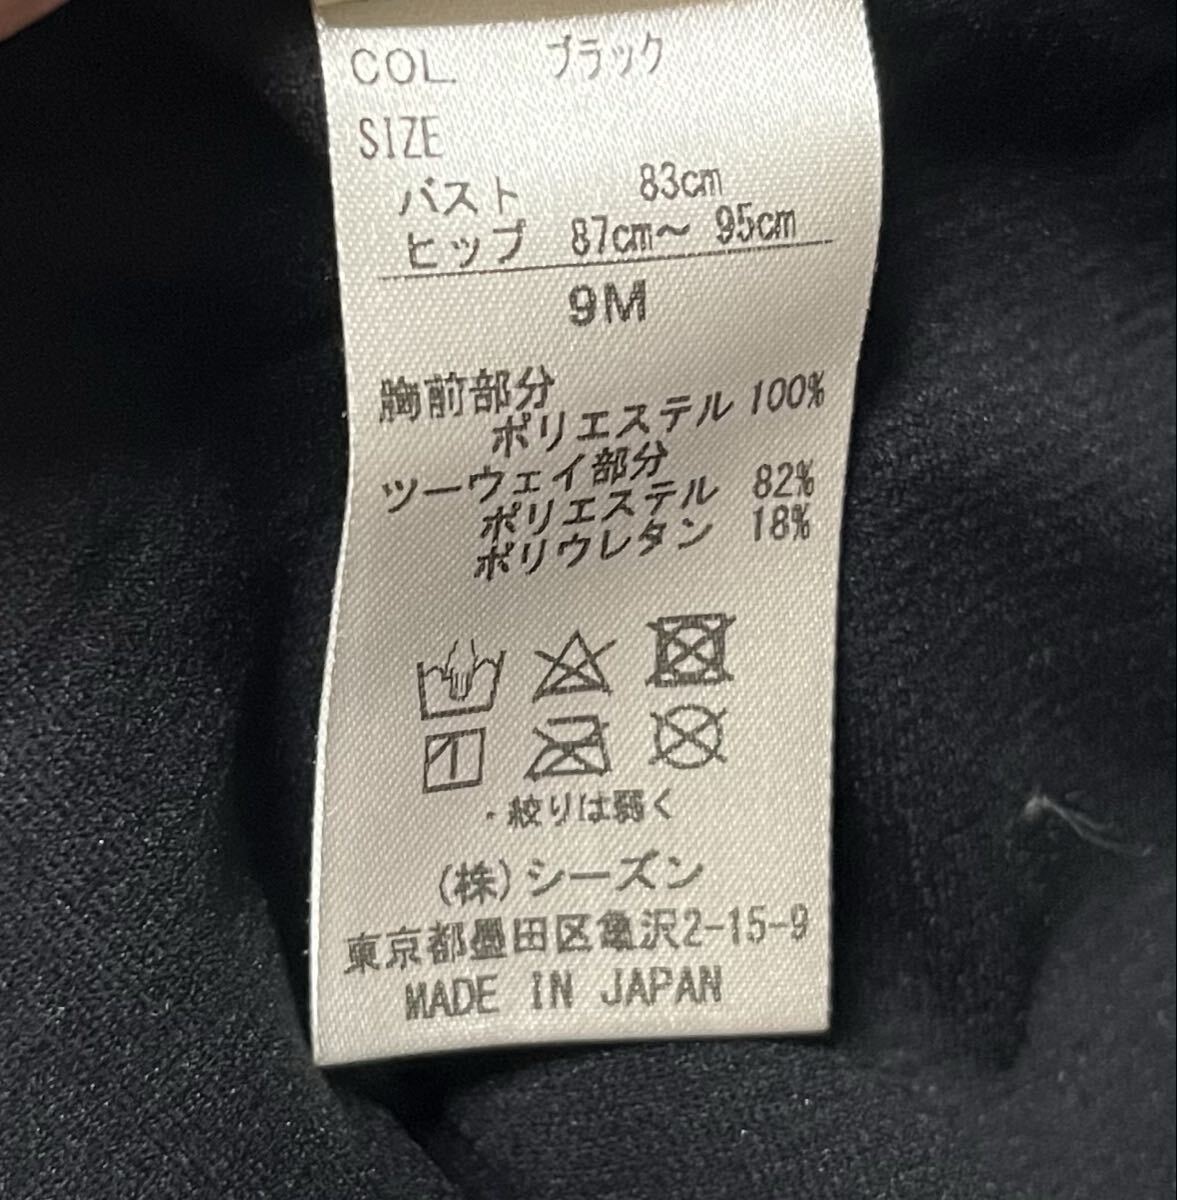 COL ブラック
SIZE
バスト 83cm
ヒップ 87cm～ 95cm
9M
胸前部分
ポリエステル 100%
ツーウェイ部分
ポリエステル 82%
ポリウレタン 18%
・絞りは弱く
(株)シーズン
東京都墨田区亀沢2-15-9
MADE IN JAPAN